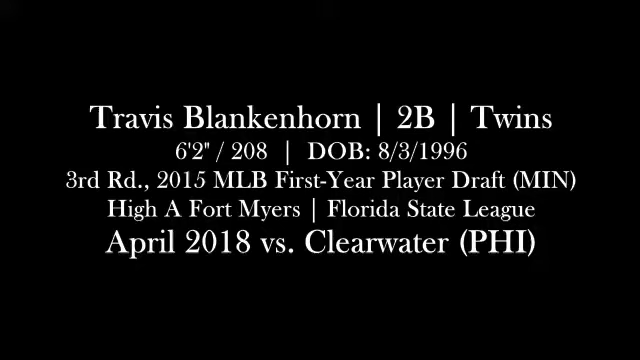 Travis Blankenhorn | 2B | Twins
6'2" / 208 | DOB: 8/3/1996
3rd Rd., 2015 MLB First-Year Player Draft (MIN)
High A Fort Myers | Florida State League
April 2018 vs. Clearwater (PHI)